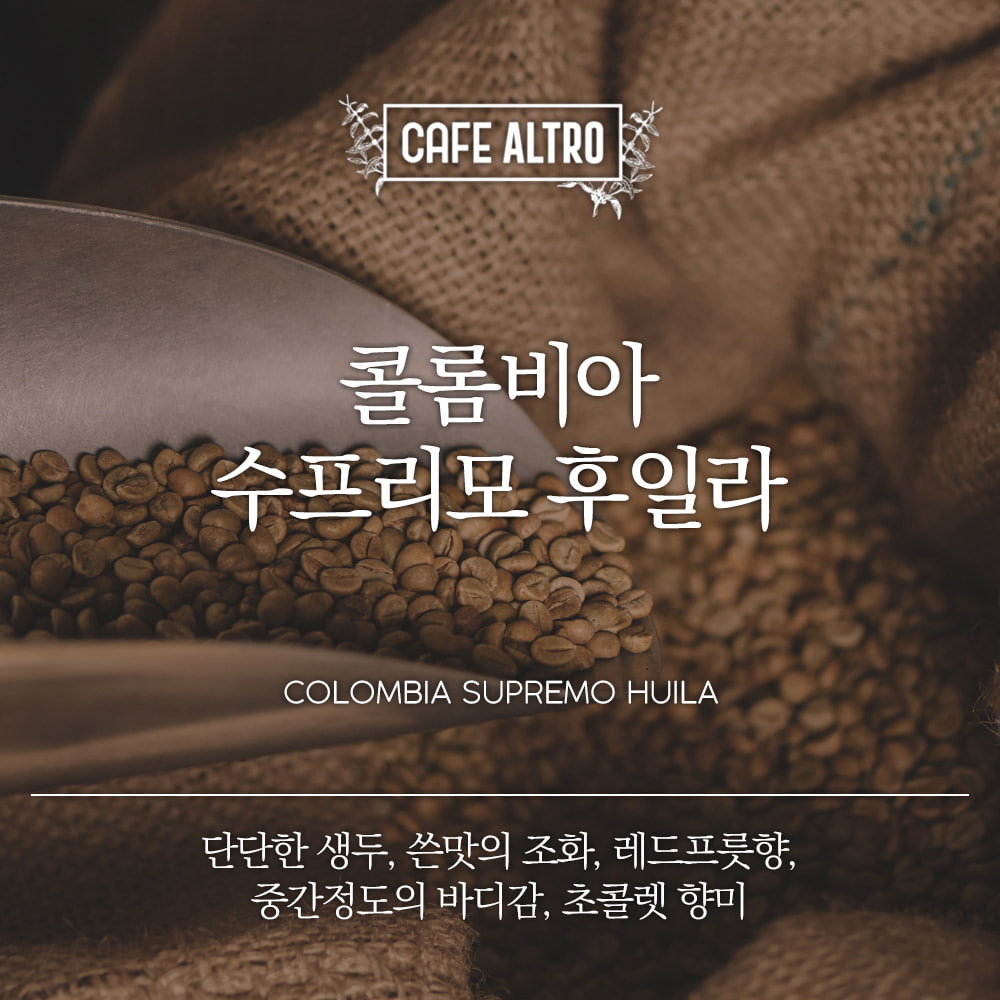 CAFE ALTRO
콜롬비아
수프리모 후일라
COLOMBIA SUPREMO HUILA
단단한 생두, 쓴맛의 조화, 레드프릇향,
중간정도의 바디감, 초콜렛 향미